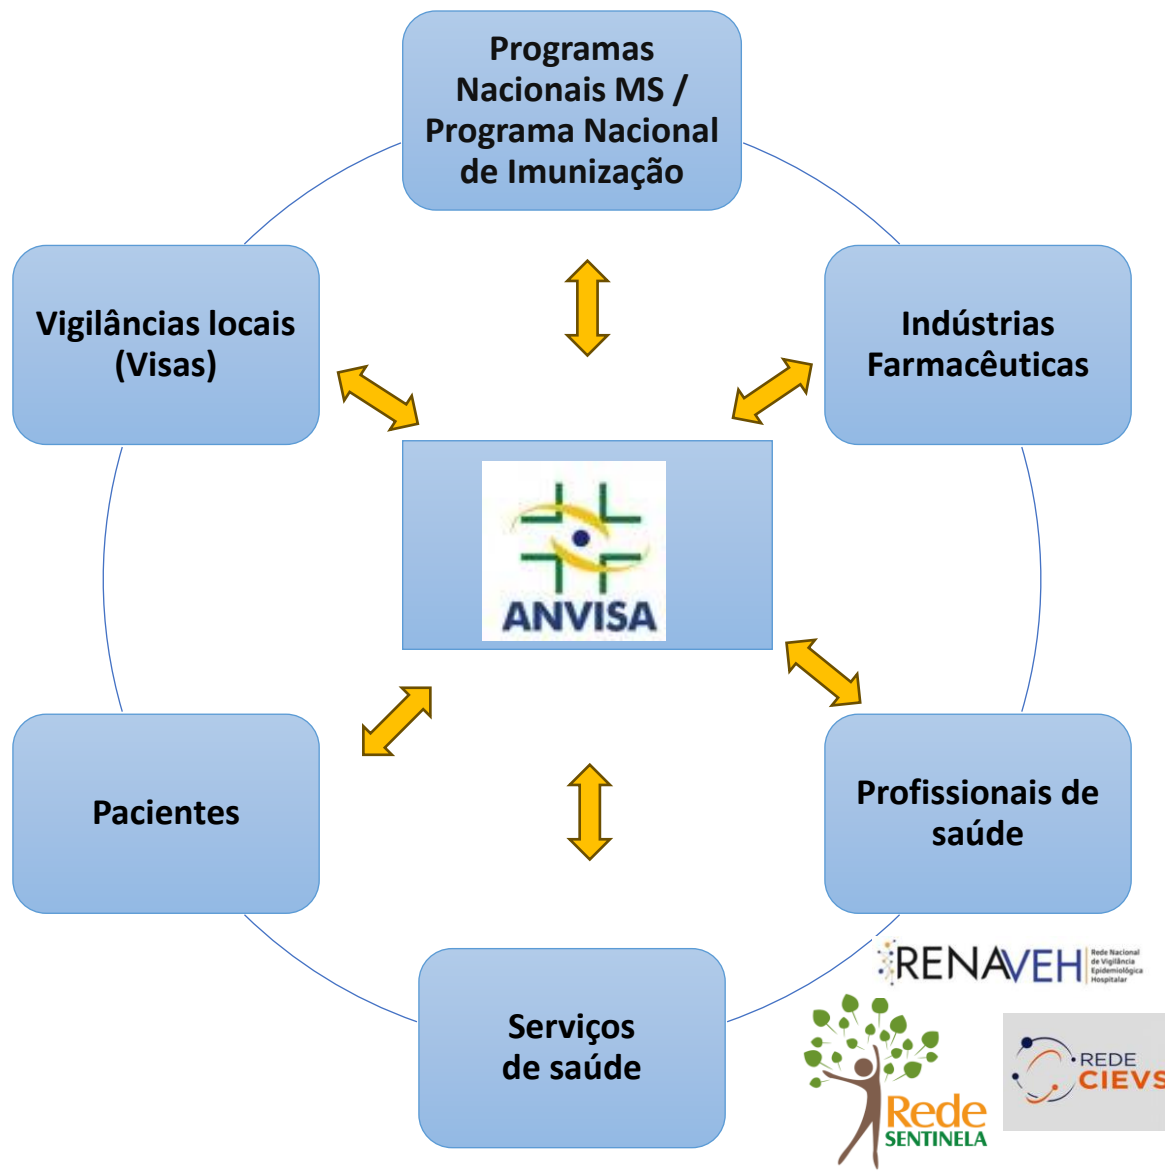 Programas
Nacionais MS /
Programa Nacional
de Imunização
Vigilâncias locais
(Visas)
Indústrias
Farmacêuticas
ANVISA
Pacientes
Profissionais de
saúde
Serviços
de saúde
RENAVEH
Rede Nacional
de Vigilância
Epidemiológica
Hospitalar
Rede
SENTINELA
REDE
CIEVS